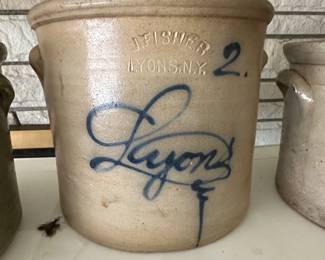 J. FISHER
LYONS, N.Y. 2.
Lyons